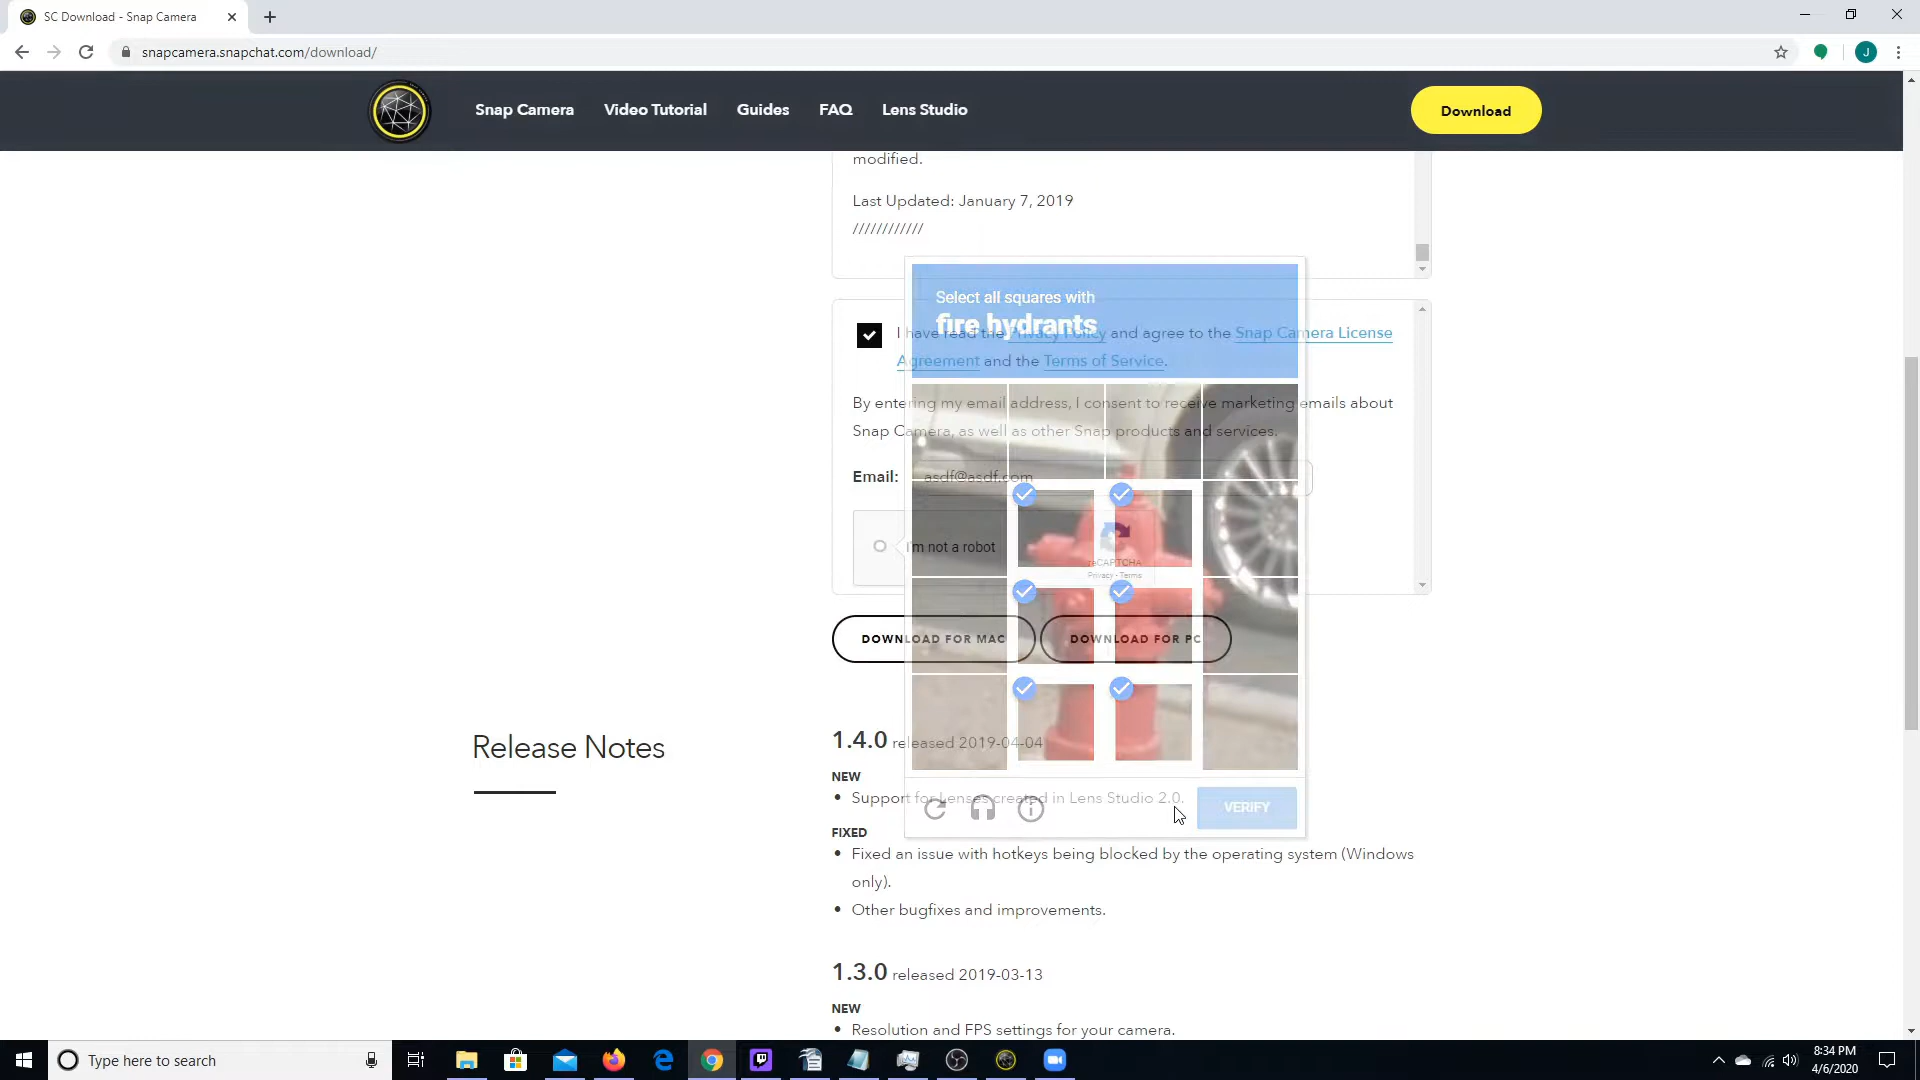 SC Download - Snap Camera
snapcamera.snapchat.com/download/
J
Snap Camera
Video Tutorial
Guides
FAQ
Lens Studio
Download
modified.
Last Updated: January 7, 2019
////////////
Select all squares with
fire hydrants
I have read the Privacy Policy and agree to the Snap Camera License
Agreement and the Terms of Service.
By entering my email address, I consent to receive marketing emails about
Snap Camera, as well as other Snap products and services.
Email: asdf@asdf.com
I'm not a robot
reCAPTCHA
Privacy - Terms
DOWNLOAD FOR MAC
DOWNLOAD FOR PC
Release Notes
1.4.0 released 2019-04-04
NEW
• Support for Lenses created in Lens Studio 2.0.
VERIFY
FIXED
• Fixed an issue with hotkeys being blocked by the operating system (Windows
only).
• Other bugfixes and improvements.
1.3.0 released 2019-03-13
NEW
• Resolution and FPS settings for your camera.
Type here to search
8:34 PM
4/6/2020